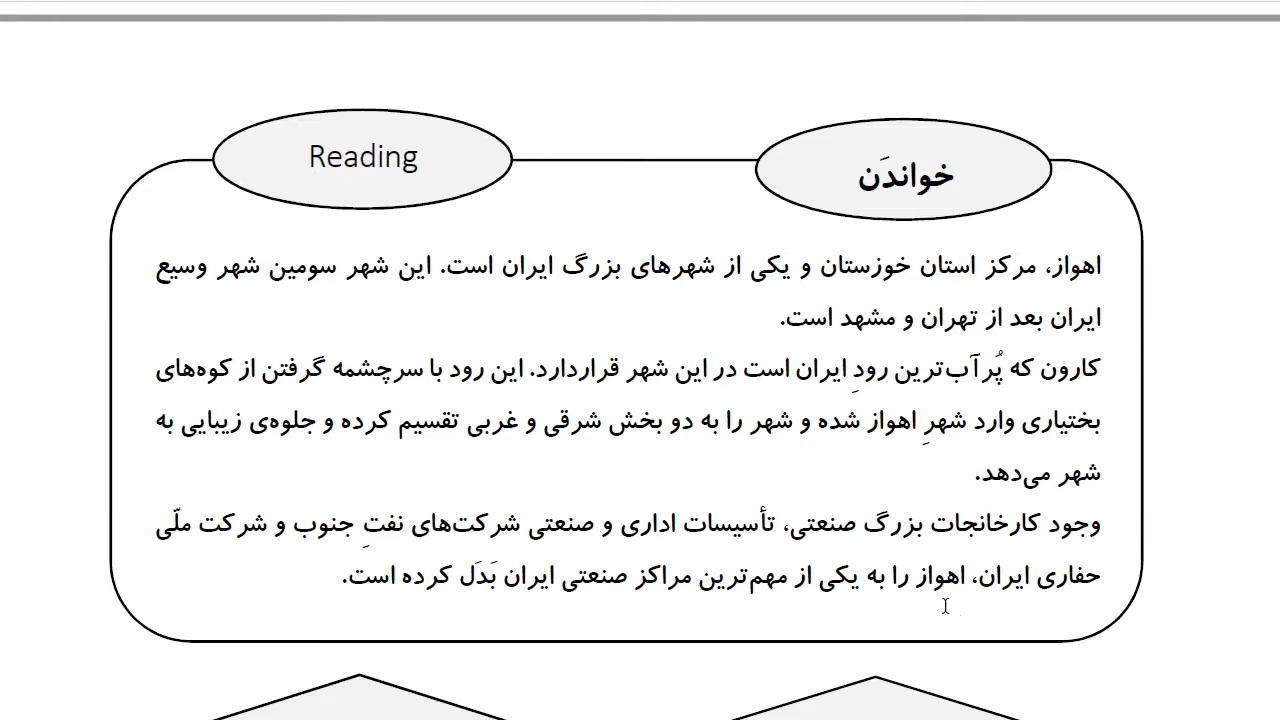 Reading
خواندَن
اهواز، مرکز استان خوزستان و یکی از شهرهای بزرگ ایران است. این شهر سومین شهر وسیع
ایران بعد از تهران و مشهد است.
کارون که پُرآب‌ترین رودِ ایران است در این شهر قراردارد. این رود با سرچشمه گرفتن از کوه‌های
بختیاری وارد شهرِ اهواز شده و شهر را به دو بخش شرقی و غربی تقسیم کرده و جلوه‌ی زیبایی به
شهر می‌دهد.
وجود کارخانجات بزرگ صنعتی، تأسیسات اداری و صنعتی شرکت‌های نفتِ جنوب و شرکت ملّی
حفاری ایران، اهواز را به یکی از مهم‌ترین مراکز صنعتی ایران بَدَل کرده است.